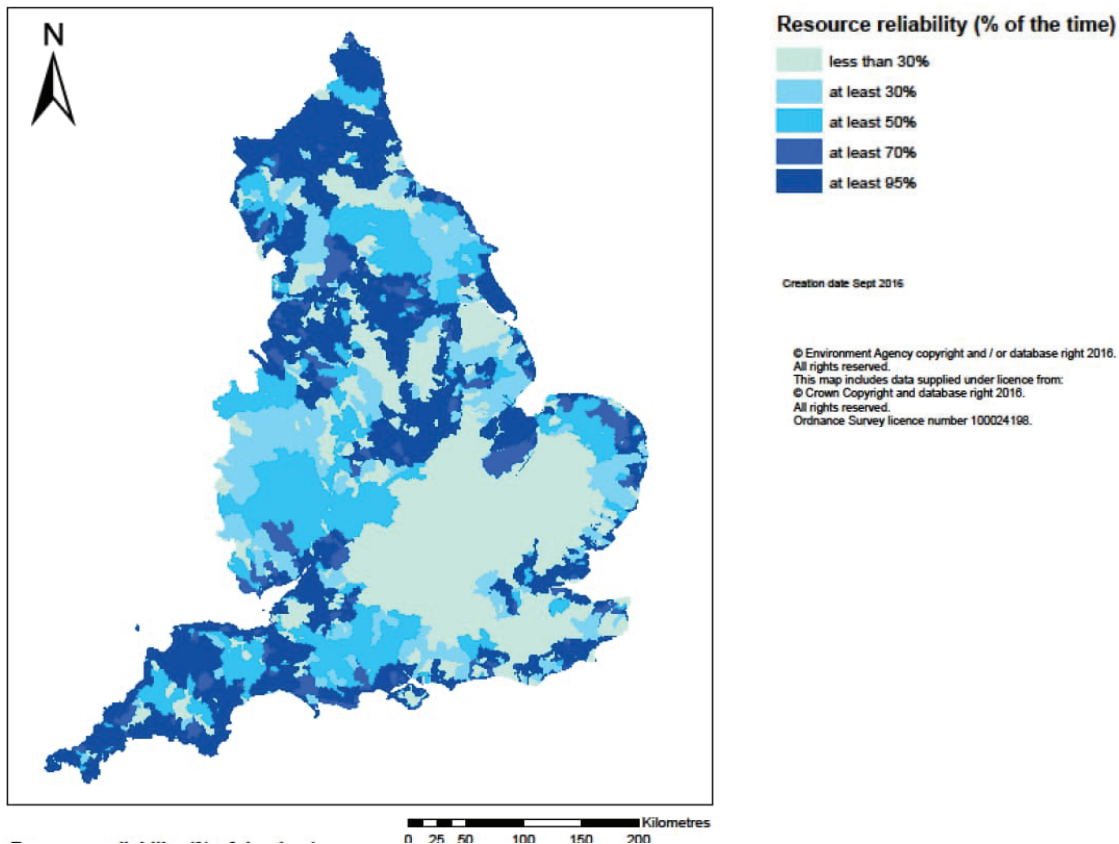 N
Resource reliability (% of the time)
less than 30%
at least 30%
at least 50%
at least 70%
at least 95%
Creation date Sept 2016
© Environment Agency copyright and / or database right 2016.
All rights reserved.
This map includes data supplied under licence from:
© Crown Copyright and database right 2016.
All rights reserved.
Ordnance Survey licence number 100024198.
Kilometres
0 25 50 100 150 200